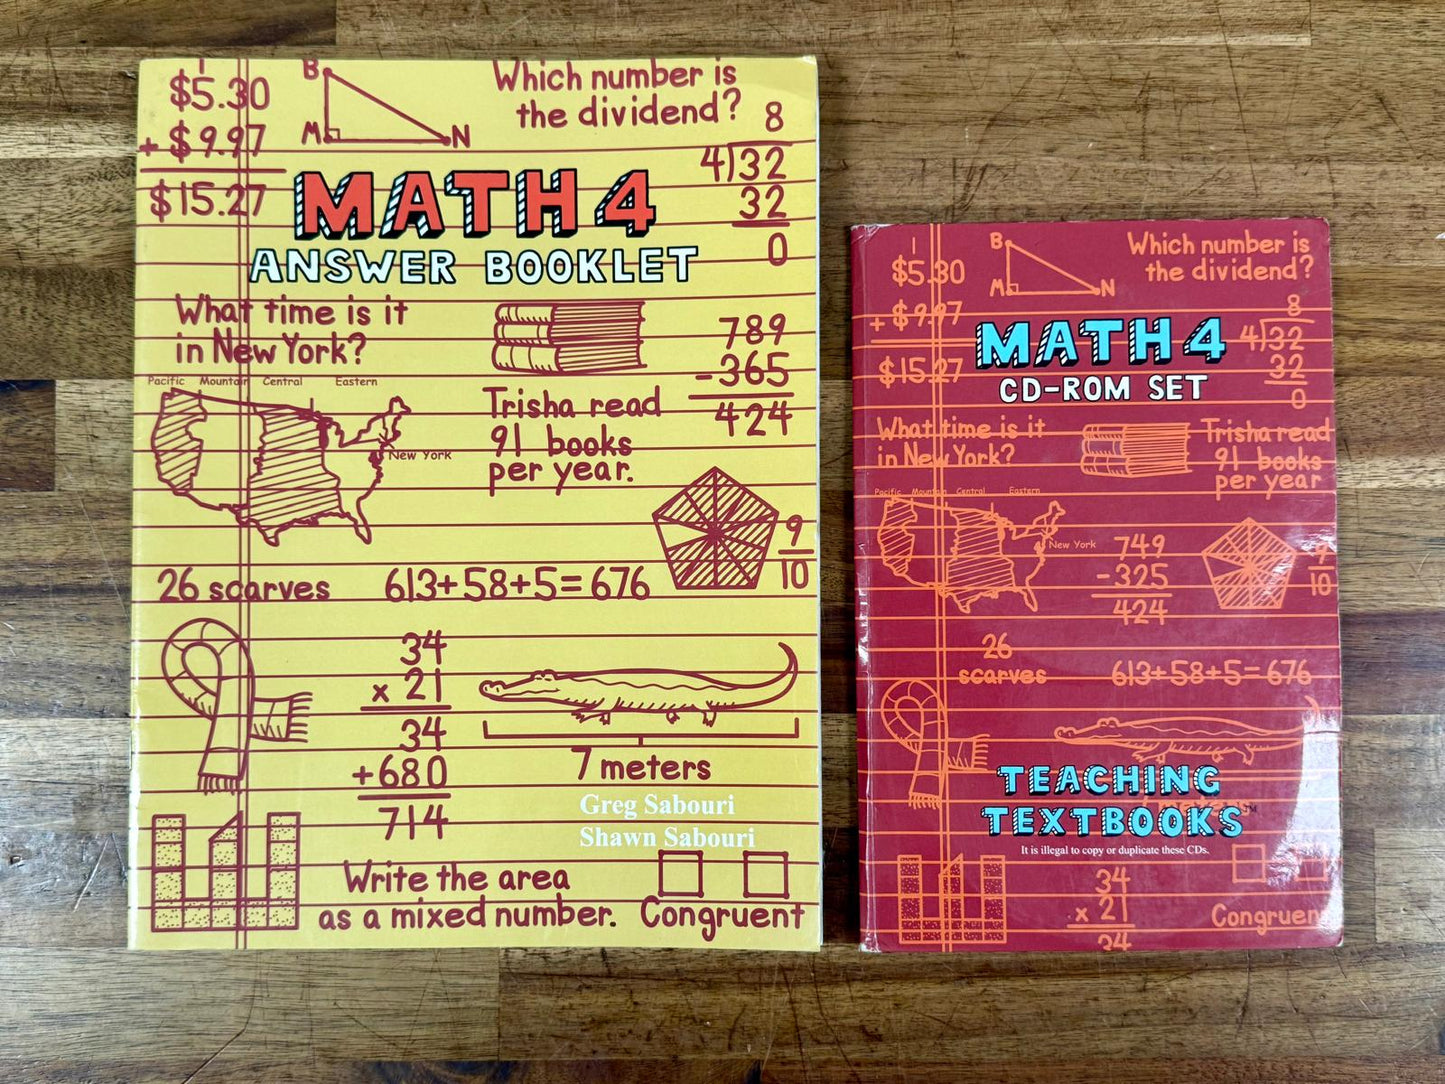 1
$5.30
+ $9.97
$15.27
B
M
N
Which number is
the dividend?
8
4)32
32
0
MATH 4
ANSWER BOOKLET
What time is it
in New York?
Pacific Mountain Central Eastern
New York
789
-365
424
Trisha read
91 books
per year.
9
10
26 scarves
613+58+5=676
34
x 21
34
+680
714
7 meters
Greg Sabouri
Shawn Sabouri
Write the area
as a mixed number.
Congruent
1
$5.30
+ $9.97
$15.27
B
M
N
Which number is
the dividend?
8
4)32
32
0
MATH 4
CD-ROM SET
What time is it
in New York?
Pacific Mountain Central Eastern
New York
Trisha read
91 books
per year
749
-325
424
9
10
26
scarves
613+58+5=676
TEACHING
TEXTBOOKS™
It is illegal to copy or duplicate these CDs.
34
x 21
34
Congruent